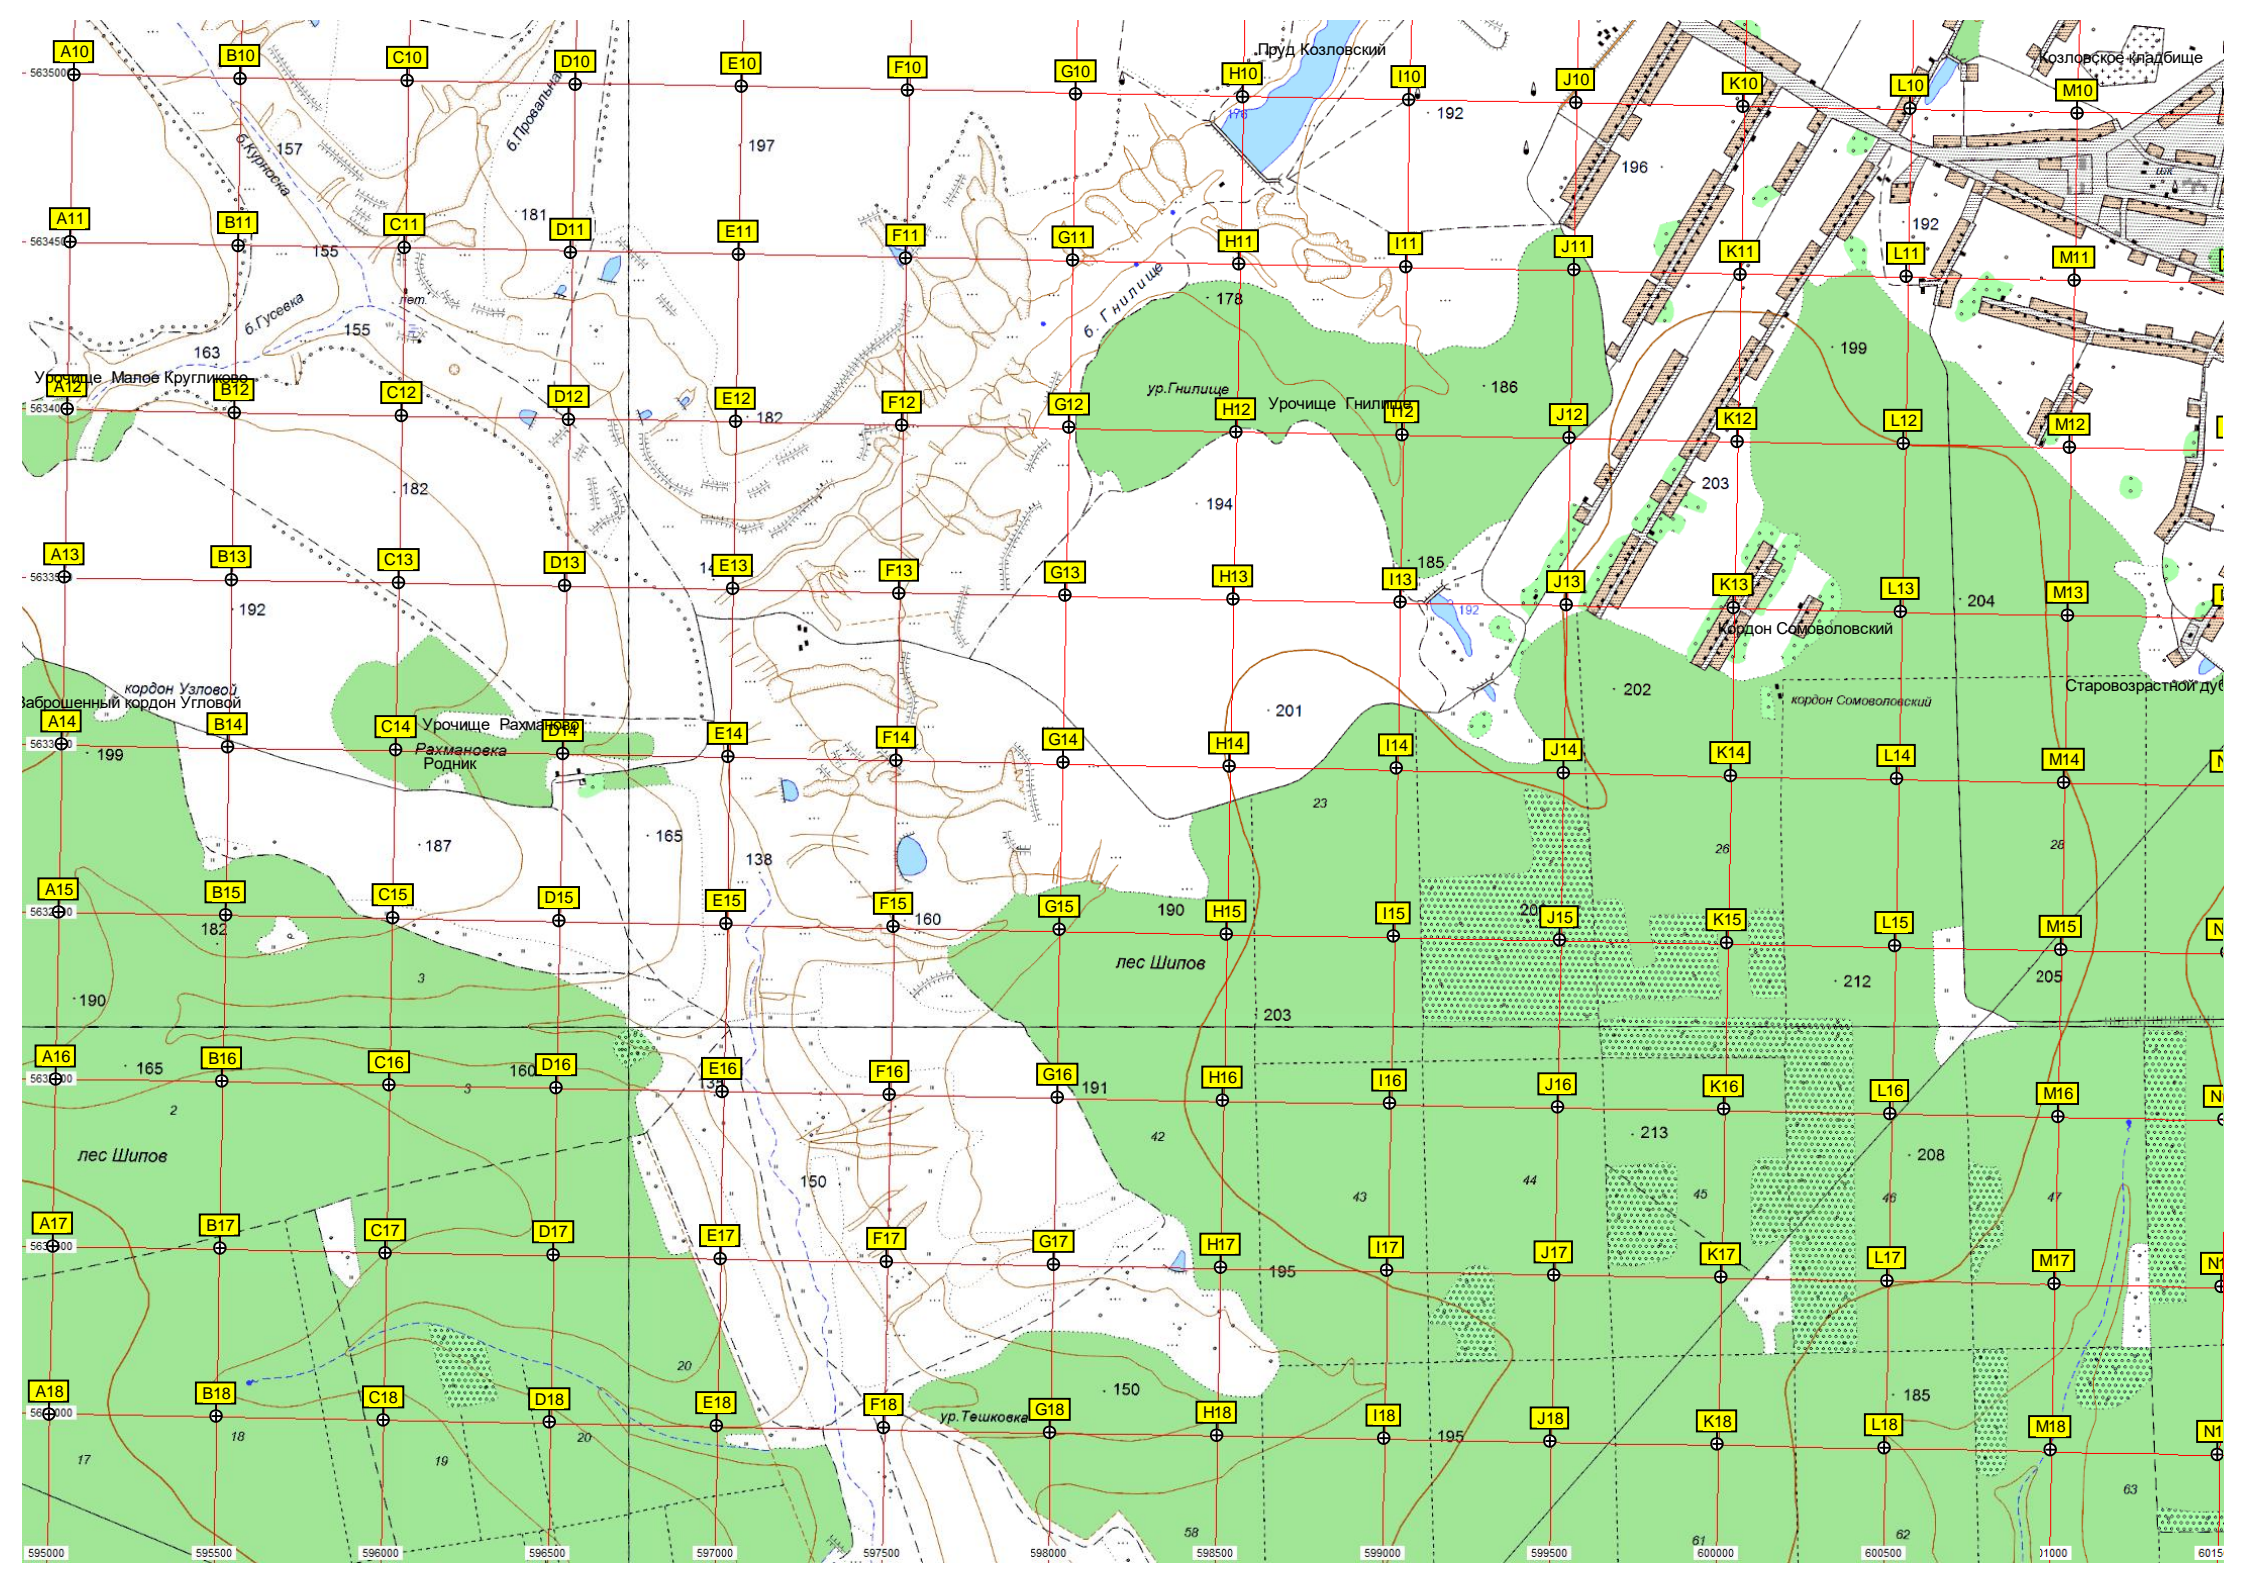 A10
B10
C10
D10
E10
F10
G10
H10
I10
J10
K10
L10
M10
563500
Пруд Козловский
Козловское кладбище
б.Провальная
б.Курноска
157
197
176
192
196
A11
B11
C11
D11
E11
F11
G11
H11
I11
J11
K11
L11
M11
181
155
192
лет.
б.Гусевка
155
163
б. Гнилище
178
199
186
Урочище Малое Кругликово
ур.Гнилище
Урочище Гнилище
A12
B12
C12
D12
E12
F12
G12
H12
I12
J12
K12
L12
M12
182
182
194
203
185
A13
B13
C13
D13
E13
F13
G13
H13
I13
J13
K13
L13
M13
192
192
204
Кордон Сомоволовский
кордон Узловой
Заброшенный кордон Угловой
202
201
кордон Сомоволовский
A14
B14
C14
D14
E14
F14
G14
H14
I14
J14
K14
L14
M14
Урочище Рахманово
Рахмановка
Родник
199
23
187
165
138
26
28
A15
B15
C15
D15
E15
F15
G15
H15
I15
J15
K15
L15
M15
182
160
190
лес Шипов
3
190
203
212
205
A16
B16
C16
D16
E16
F16
G16
H16
I16
J16
K16
L16
M16
165
160
135
191
2
3
42
213
208
лес Шипов
150
43
44
45
46
47
A17
B17
C17
D17
E17
F17
G17
H17
I17
J17
K17
L17
M17
195
20
150
185
A18
B18
C18
D18
E18
F18
G18
H18
I18
J18
K18
L18
M18
ур.Тешковка
195
17
18
19
20
58
61
62
63
595000
595500
596000
596500
597000
597500
598000
598500
599000
599500
600000
600500